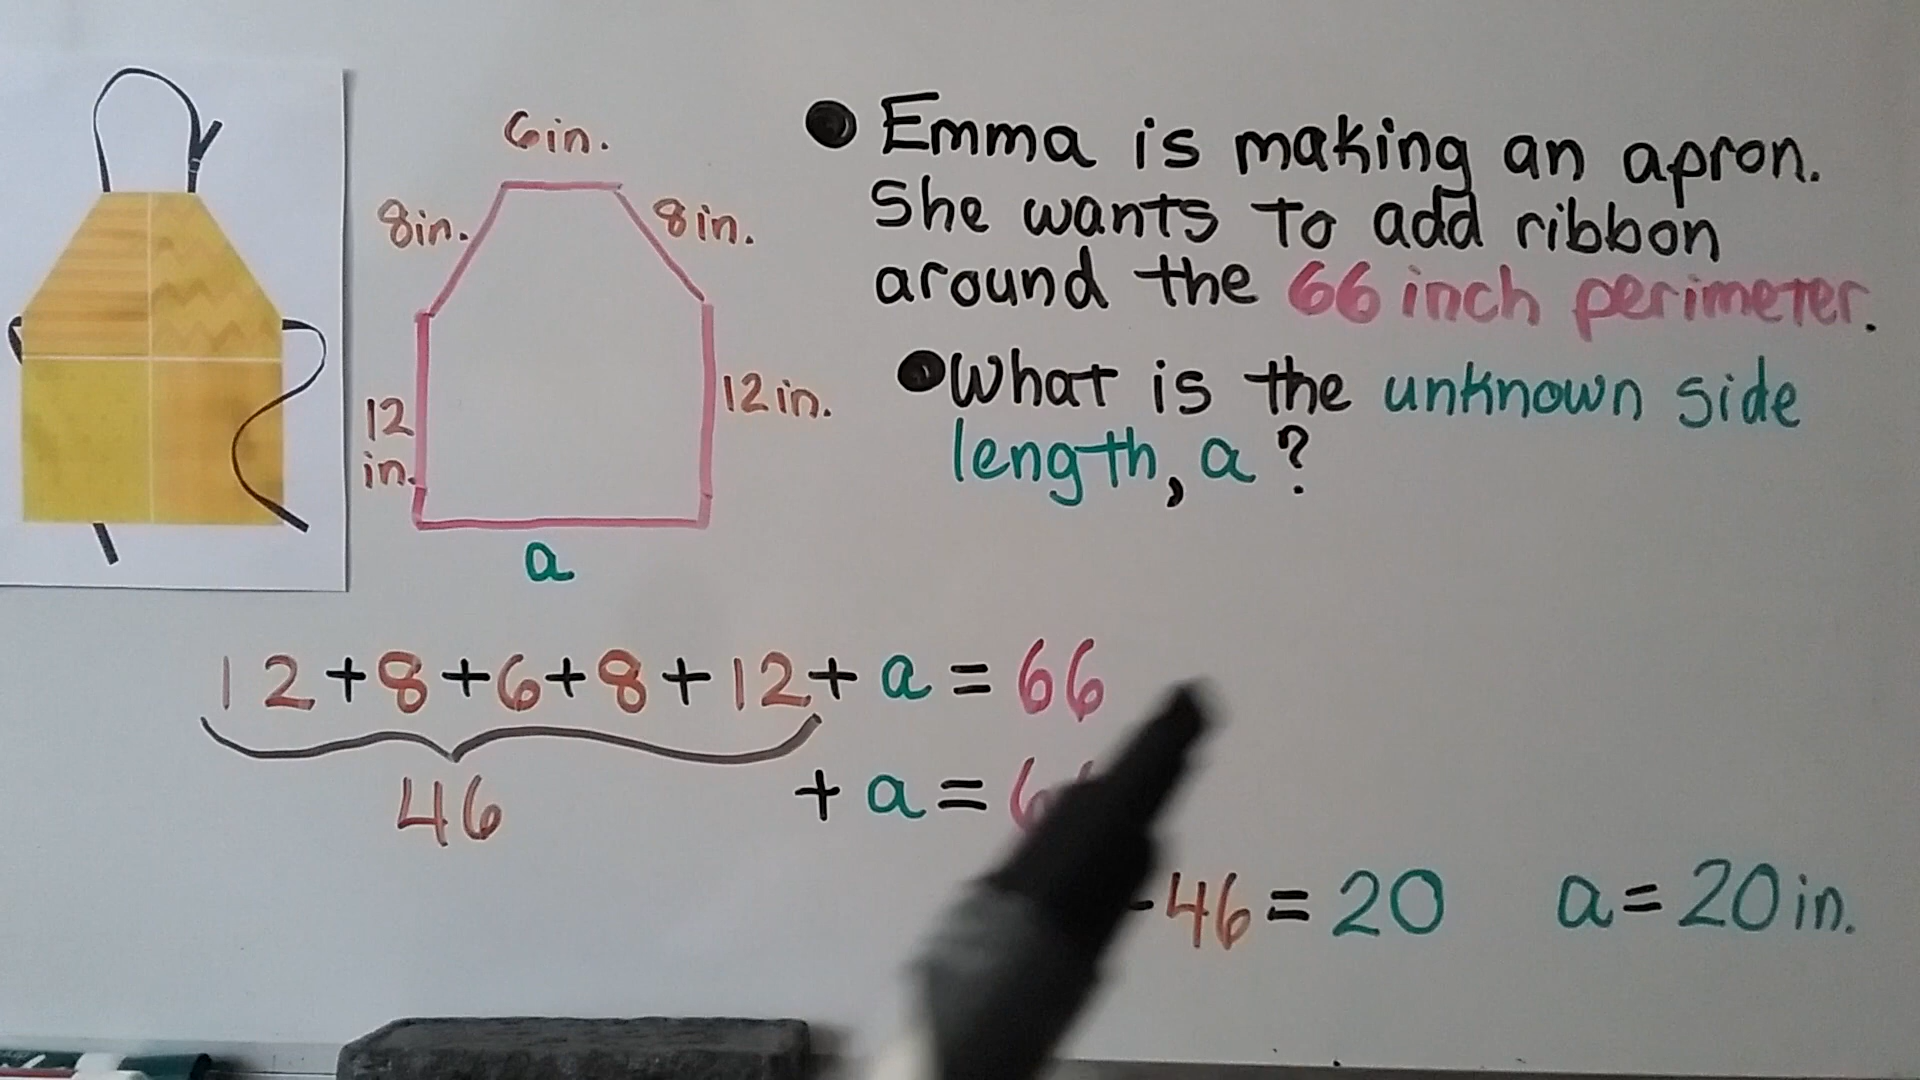 6in.
8in.
8in.
12
in.
12in.
a
Emma is making an apron.
She wants to add ribbon
around the 66 inch perimeter.
What is the unknown side
length, a?
12+8+6+8+12+ a = 66
46 + a =
-46 = 20 a = 20in.